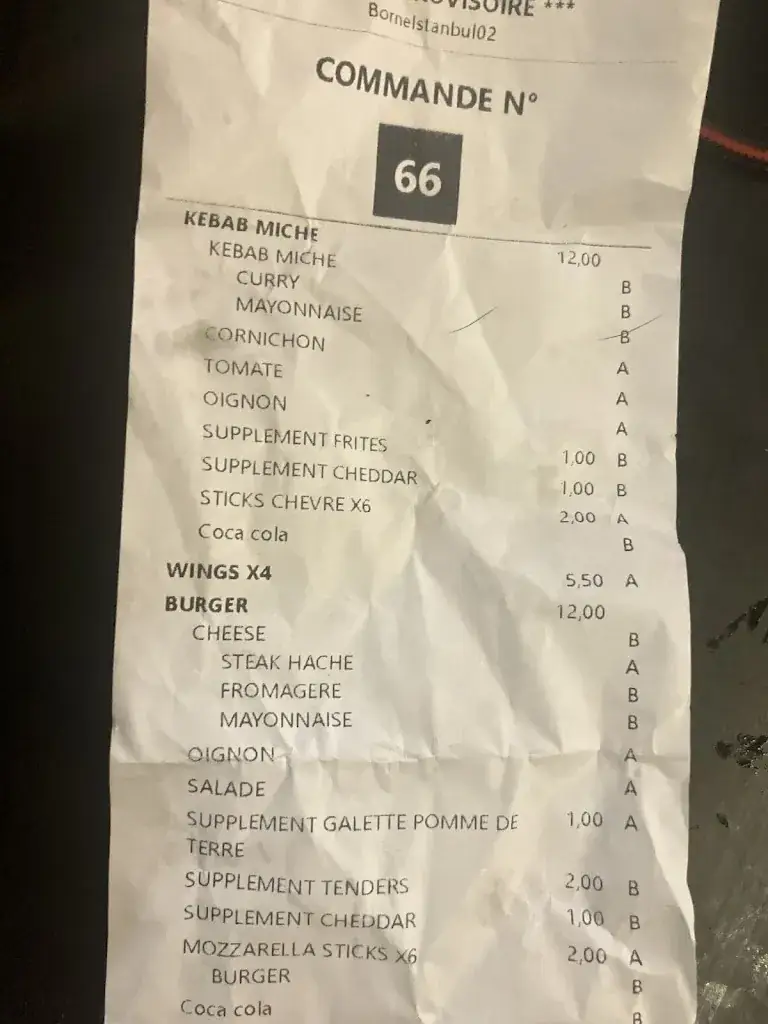 OVISOIRE ***
BorneIstanbul02
COMMANDE N°
66
KEBAB MICHE
KEBAB MICHE 12,00
CURRY B
MAYONNAISE B
CORNICHON B
TOMATE A
OIGNON A
SUPPLEMENT FRITES A
SUPPLEMENT CHEDDAR 1,00 B
STICKS CHEVRE X6 1,00 B
Coca cola 2,00 A
B
WINGS X4 5,50 A
BURGER 12,00
CHEESE B
STEAK HACHE A
FROMAGERE B
MAYONNAISE B
OIGNON A
SALADE A
SUPPLEMENT GALETTE POMME DE 1,00 A
TERRE
SUPPLEMENT TENDERS 2,00 B
SUPPLEMENT CHEDDAR 1,00 B
MOZZARELLA STICKS X6 2,00 A
BURGER B
Coca cola B